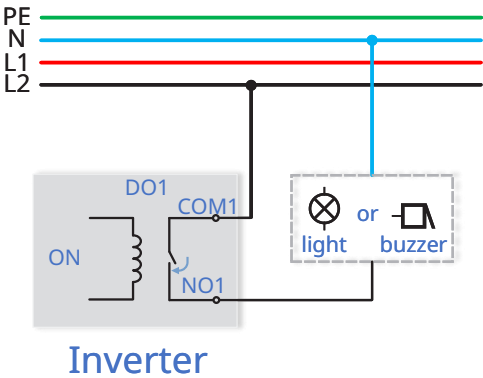 PE
N
L1
L2
DO1
COM1
ON
NO1
or
light
buzzer
Inverter